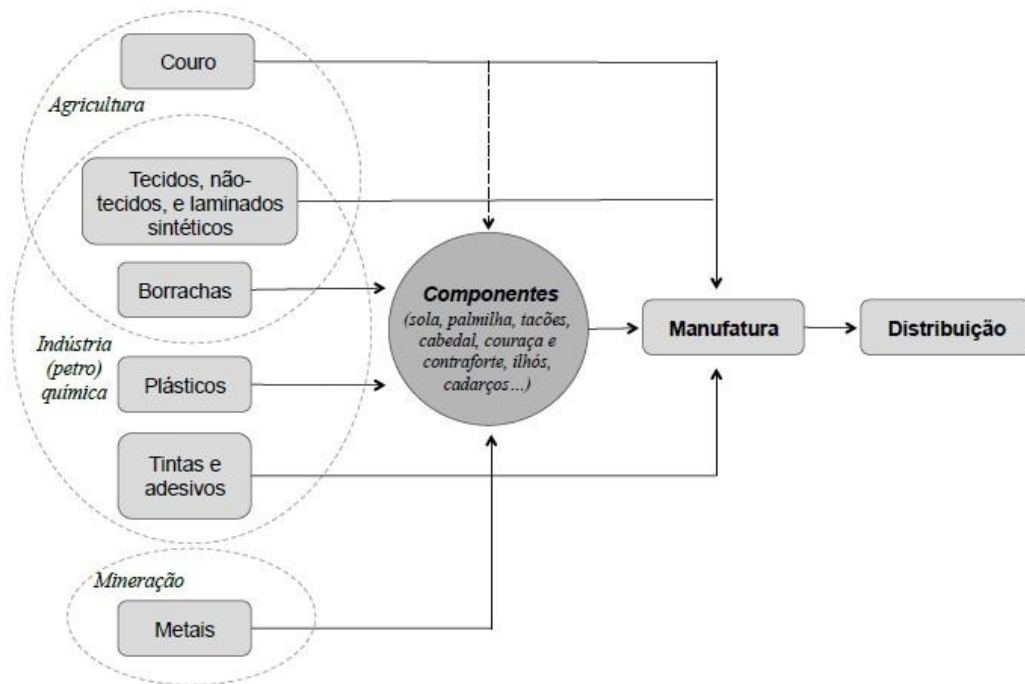 Couro
Agricultura
Tecidos, não-
tecidos, e laminados
sintéticos
Borrachas
Indústria
(petro)
química
Plásticos
Tintas e
adesivos
Mineração
Metais
Componentes
(sola, palmilha, tacões,
cabedal, couraça e
contraforte, ilhós,
cadarços...)
Manufatura
Distribuição